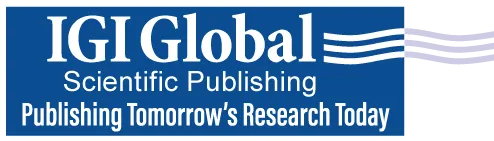 IGI Global
Scientific Publishing
Publishing Tomorrow's Research Today